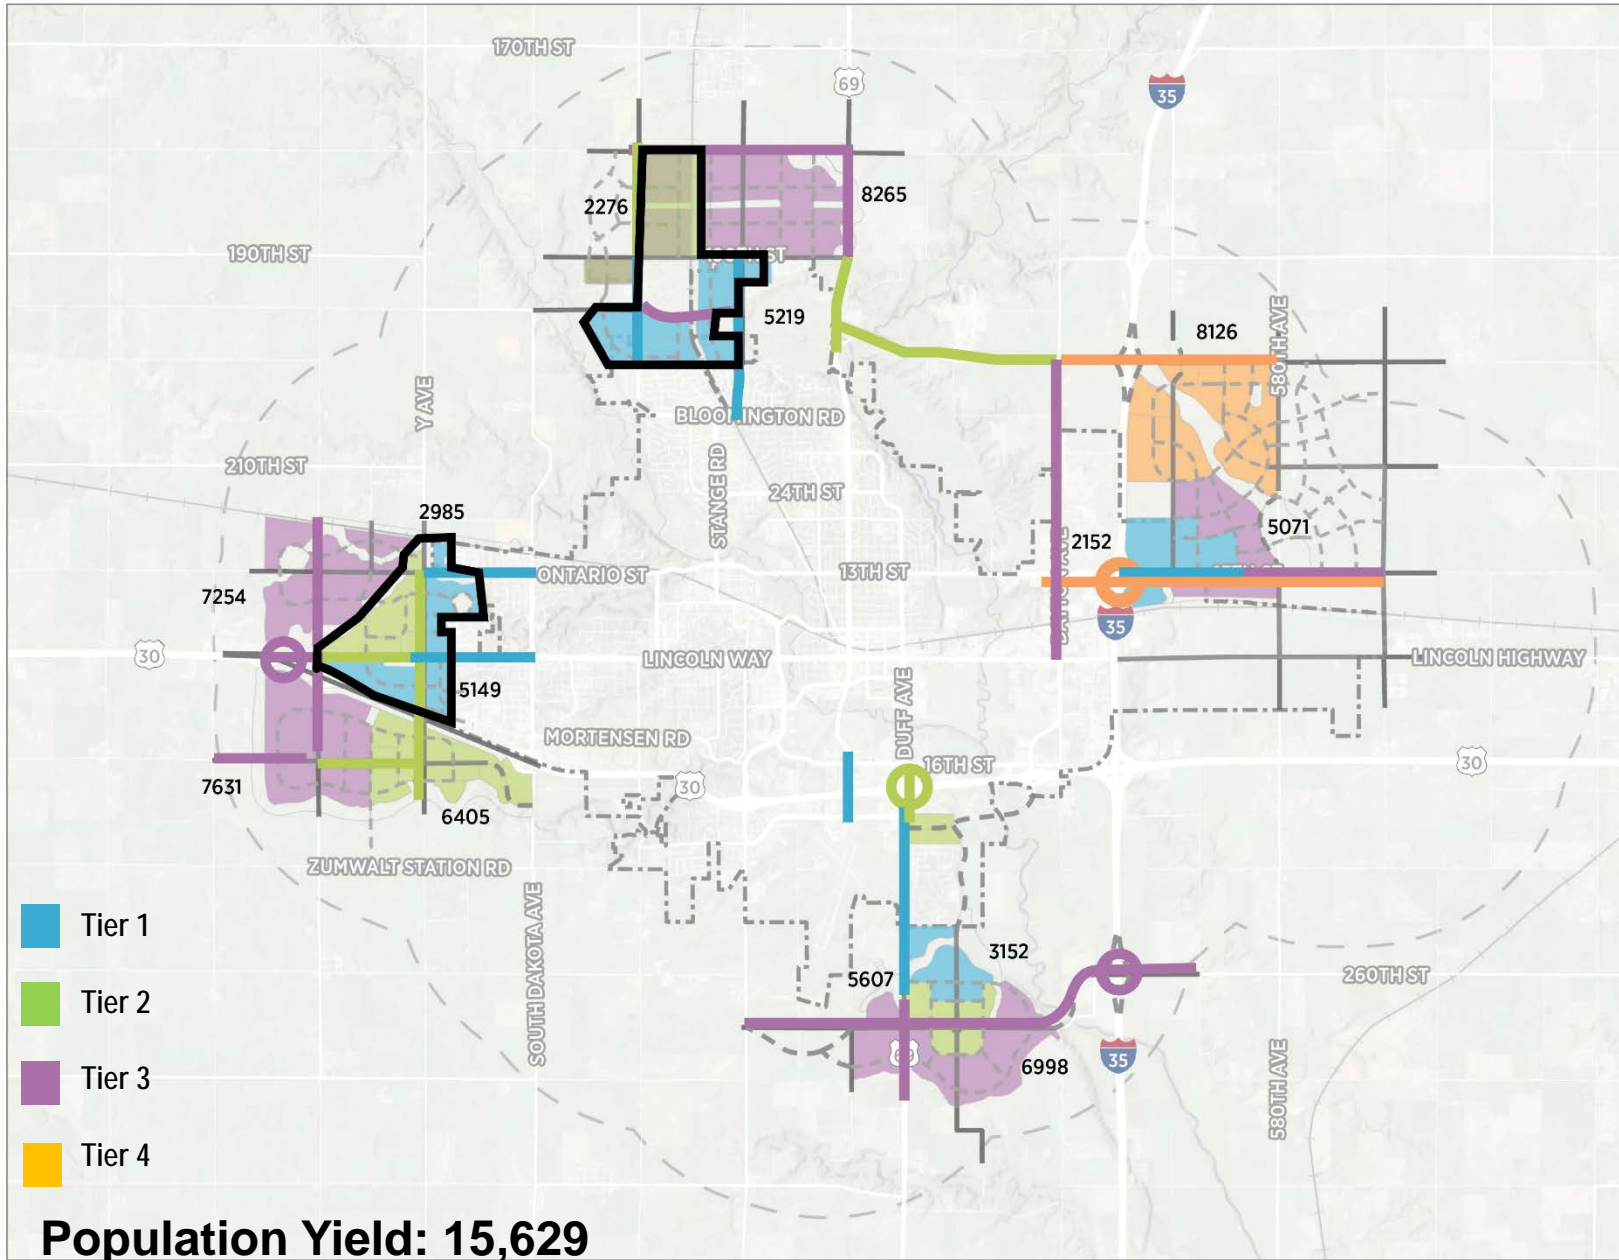 170TH ST
69
35
2276
8265
190TH ST
5219
8126
580TH AVE
Y AVE
BLOOMINGTON RD
210TH ST
STANGE RD
24TH ST
2985
2152
5071
ONTARIO ST
13TH ST
7254
35
30
LINCOLN WAY
LINCOLN HIGHWAY
5149
MORTENSEN RD
DUFF AVE
16TH ST
30
30
7631
6405
ZUMWALT STATION RD
SOUTH DAKOTA AVE
Tier 1
3152
5607
260TH ST
Tier 2
69
35
6998
580TH AVE
Tier 3
Tier 4
Population Yield: 15,629